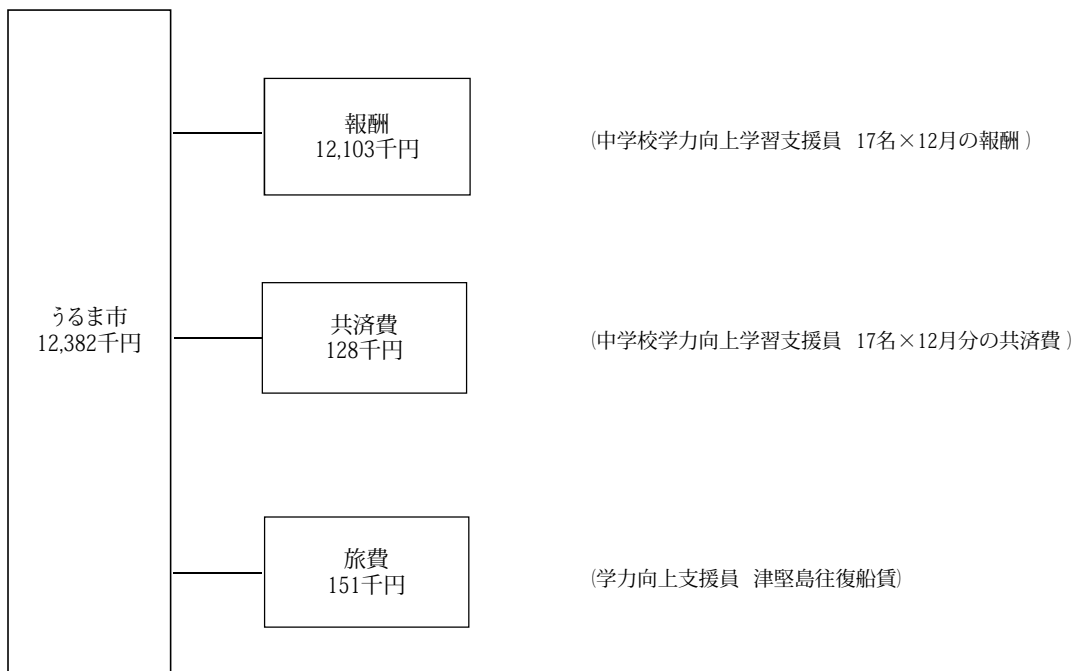 報酬
12,103千円
(中学校学力向上学習支援員 17名×12月の報酬)
うるま市
12,382千円
共済費
128千円
(中学校学力向上学習支援員 17名×12月分の共済費)
旅費
151千円
(学力向上支援員 津堅島往復船賃)